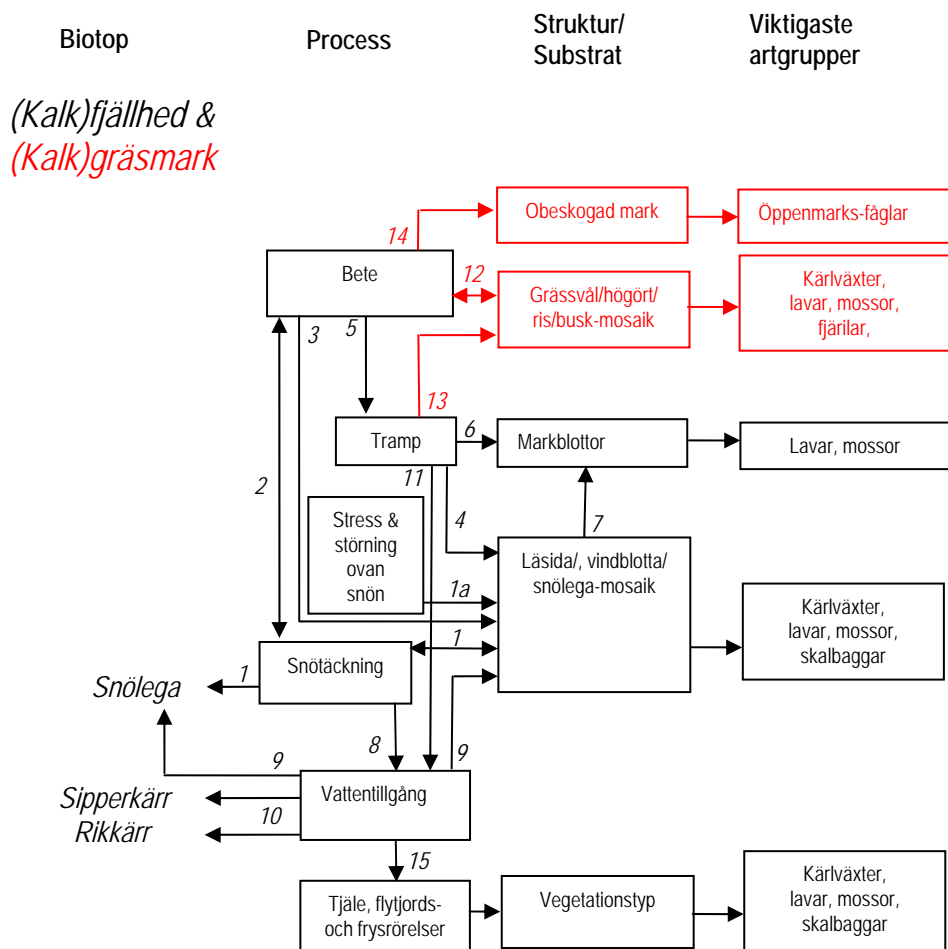 Biotop
Process
Struktur/
Substrat
Viktigaste
artgrupper
(Kalk)fjällhed &
(Kalk)gräsmark
14
Obeskogad mark
Öppenmarks-fåglar
Bete
12
Grässvål/högört/
ris/busk-mosaik
Kärlväxter,
lavar, mossor,
fjärilar,
3
5
13
Tramp
6
Markblottor
Lavar, mossor
11
2
Stress &
störning
ovan
snön
4
7
Läsida/, vindblotta/
snölega-mosaik
1a
Kärlväxter,
lavar, mossor,
skalbaggar
1
Snötäckning
1
Snölega
8
9
9
Vattentillgång
Sipperkärr
10
Rikkärr
15
Tjäle, flytjords-
och frysrörelser
Vegetationstyp
Kärlväxter,
lavar, mossor,
skalbaggar